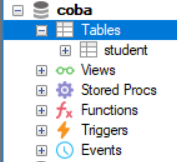 coba
Tables
student
Views
Stored Procs
Functions
Triggers
Events